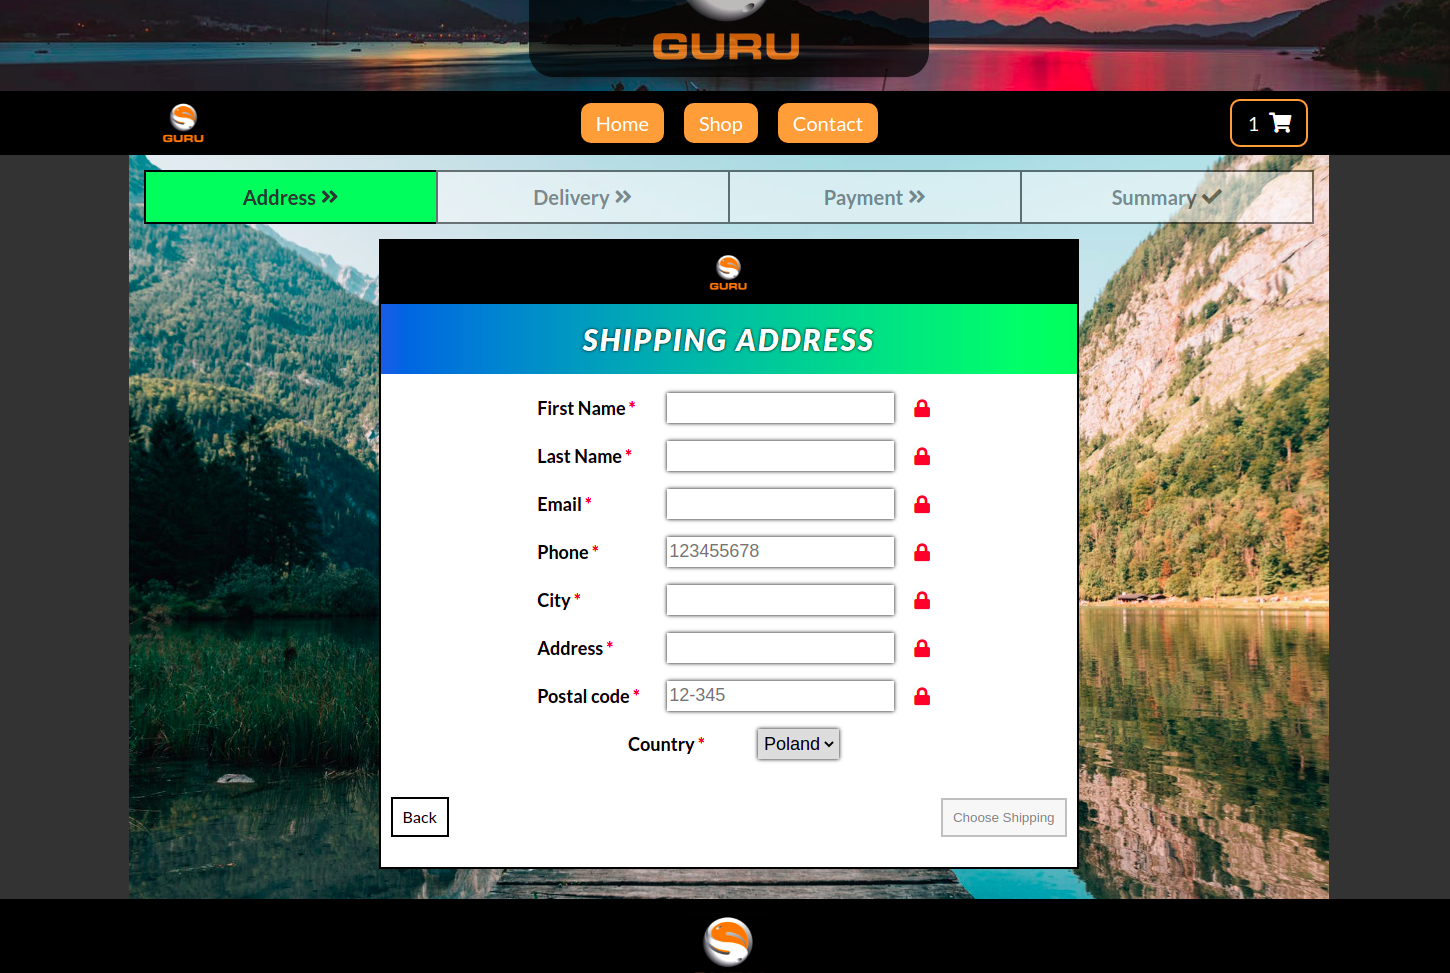 GURU
GURU
Home
Shop
Contact
1
Address
Delivery
Payment
Summary
GURU
SHIPPING ADDRESS
First Name *
Last Name *
Email *
Phone *
123455678
City *
Address *
Postal code *
12-345
Country *
Poland
Back
Choose Shipping